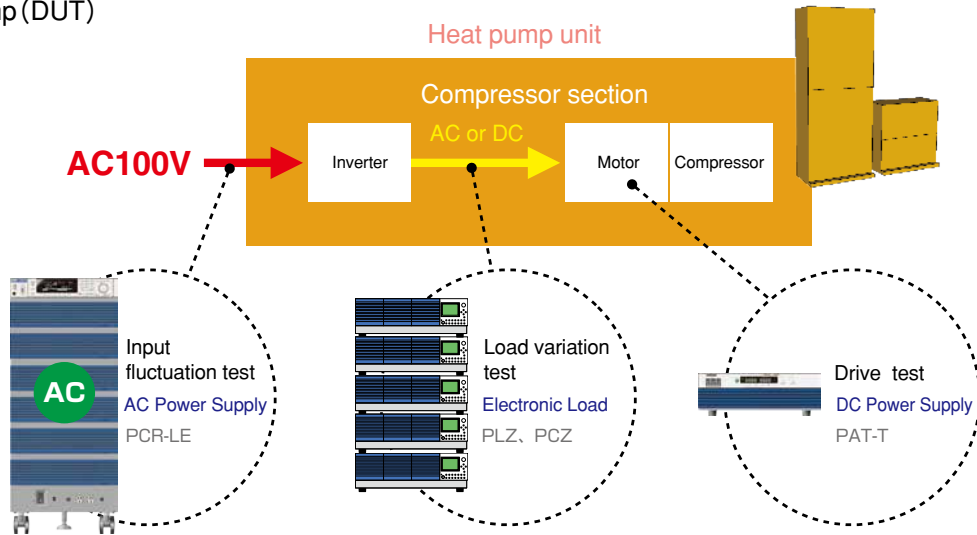 (DUT)
Heat pump unit
Compressor section
AC or DC
AC100V
Inverter
Motor
Compressor
AC
Input
fluctuation test
AC Power Supply
PCR-LE
Load variation
test
Electronic Load
PLZ、PCZ
Drive test
DC Power Supply
PAT-T